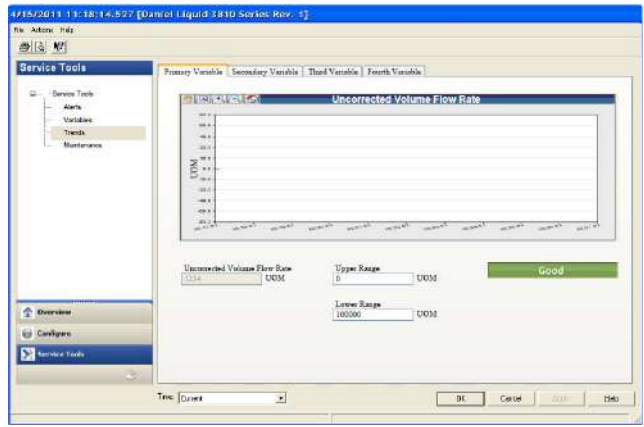 4/15/2011 11:18:14.527 [Daniel Liquid 3810 Series Rev. 1]
File Actions Help
Service Tools
Service Tools
Alerts
Variables
Trends
Maintenance
Overview
Configure
Service Tools
Primary Variable Secondary Variable Third Variable Fourth Variable
Uncorrected Volume Flow Rate
UOM
Uncorrected Volume Flow Rate
1234 UOM
Upper Range
0 UOM
Good
Lower Range
100000 UOM
Time: Current
OK Cancel Apply Help